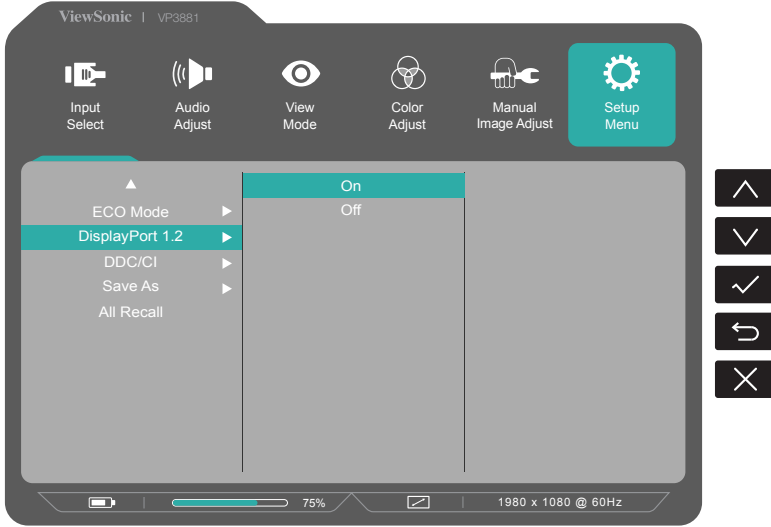 ViewSonic | VP3881
Input
Select
Audio
Adjust
View
Mode
Color
Adjust
Manual
Image Adjust
Setup
Menu
ECO Mode
DisplayPort 1.2
DDC/CI
Save As
All Recall
On
Off
75%
1980 x 1080 @ 60Hz